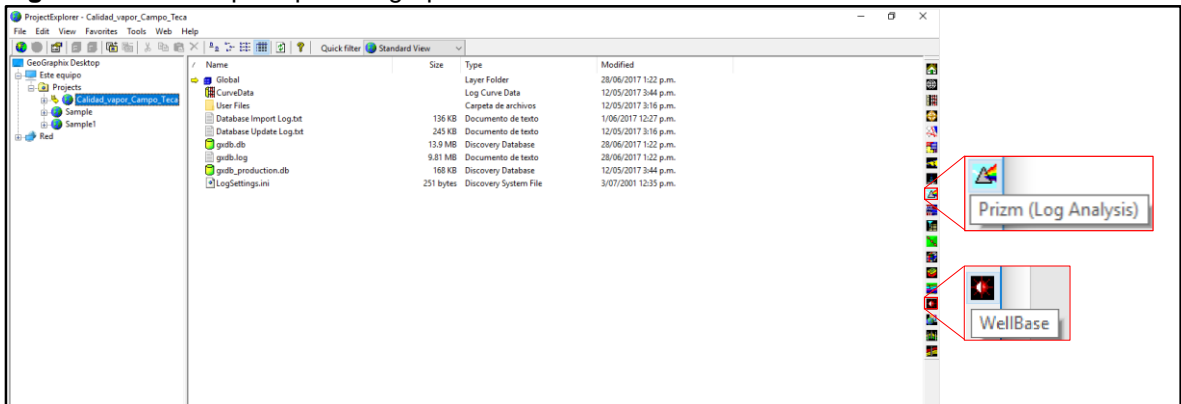 ProjectExplorer - Calidad_vapor_Campo_Teca
File Edit View Favorites Tools Web Help
Quick filter Standard View
GeoGraphix Desktop
Este equipo
Projects
Calidad_vapor_Campo_Teca
Sample
Sample1
Red
Name Size Type Modified
Global Layer Folder 28/06/2017 1:22 p.m.
CurveData Log Curve Data 12/05/2017 3:44 p.m.
User Files Carpeta de archivos 12/05/2017 3:16 p.m.
Database Import Log.txt 136 KB Documento de texto 1/06/2017 12:27 p.m.
Database Update Log.txt 245 KB Documento de texto 12/05/2017 3:16 p.m.
gxdb.db 13.9 MB Discovery Database 28/06/2017 1:22 p.m.
gxdb.log 9.81 MB Documento de texto 28/06/2017 1:22 p.m.
gxdb_production.db 168 KB Discovery Database 12/05/2017 3:44 p.m.
LogSettings.ini 251 bytes Discovery System File 3/07/2001 12:35 p.m.
Prizm (Log Analysis)
WellBase